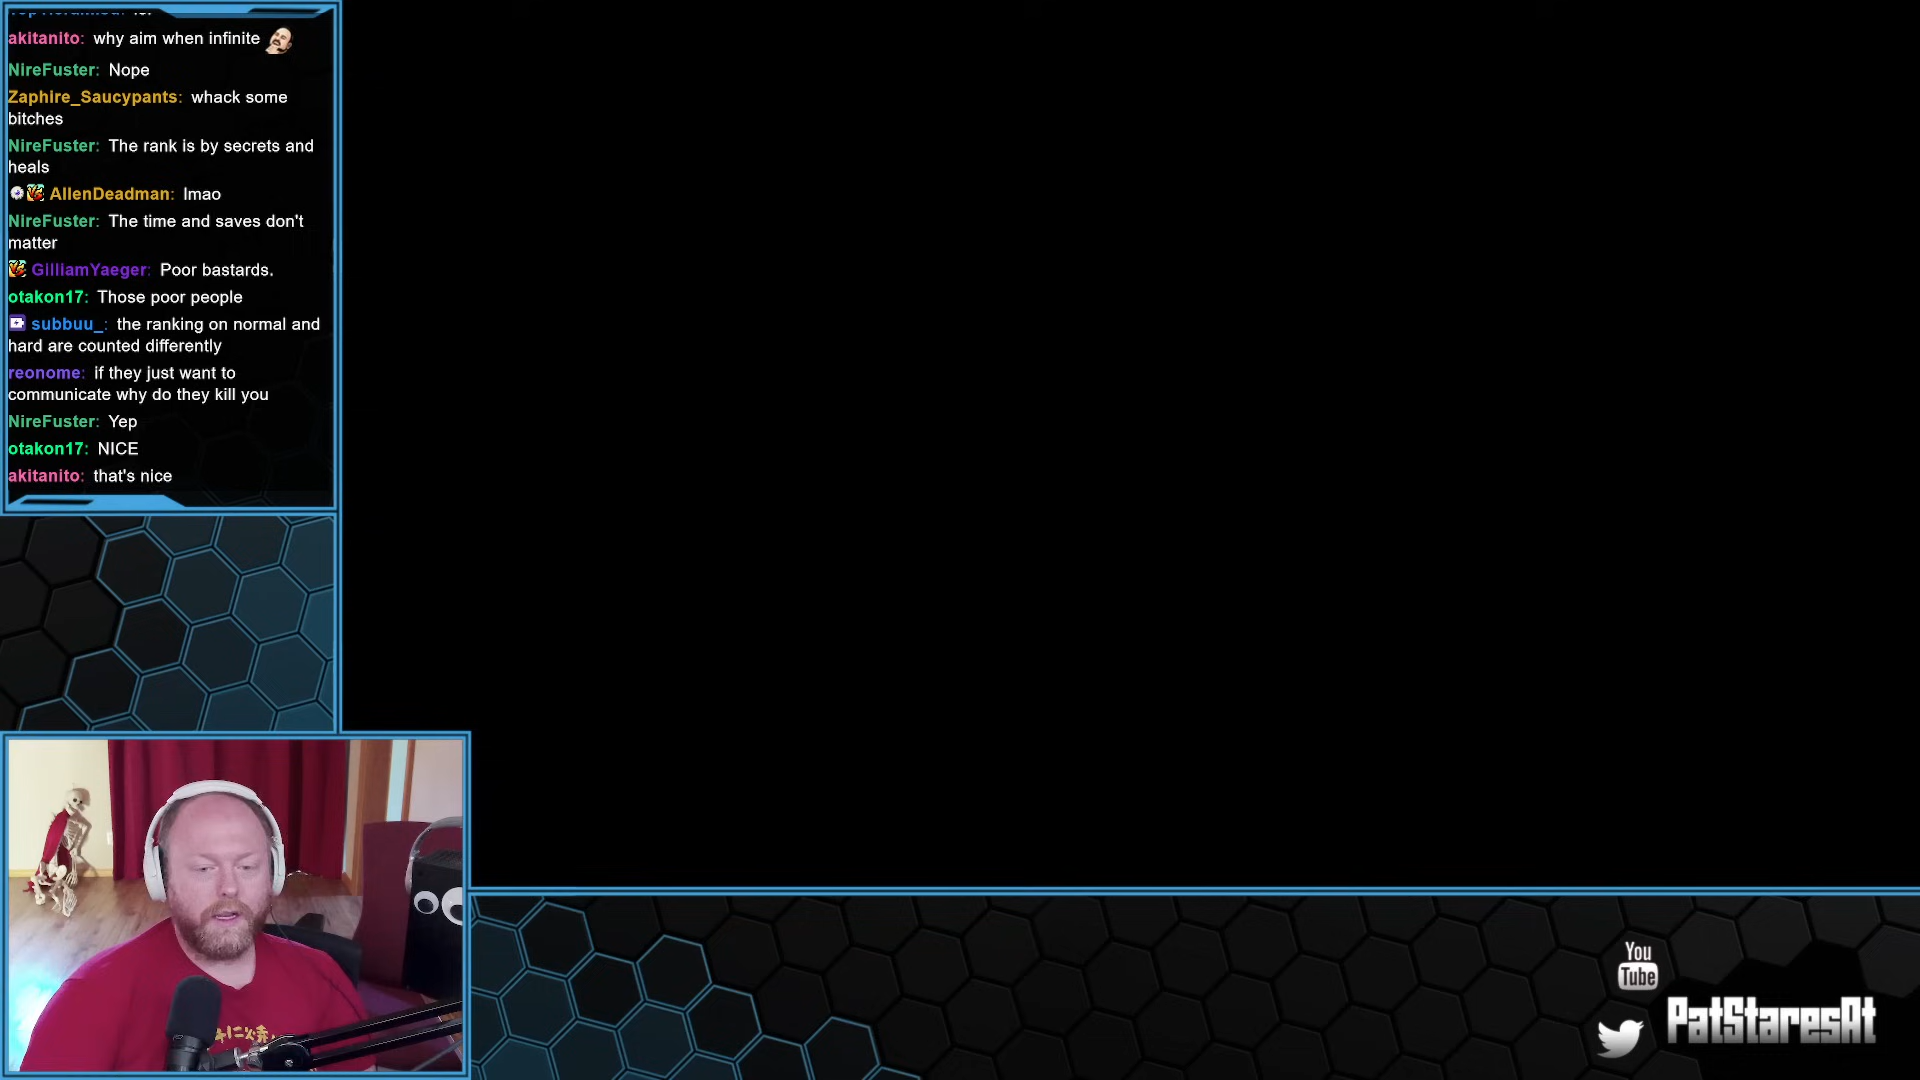 akitanito: why aim when infinite
NireFuster: Nope
Zaphire_Saucypants: whack some
bitches
NireFuster: The rank is by secrets and
heals
AllenDeadman: lmao
NireFuster: The time and saves don't
matter
GilliamYaeger: Poor bastards.
otakon17: Those poor people
subbuu_: the ranking on normal and
hard are counted differently
reonome: if they just want to
communicate why do they kill you
NireFuster: Yep
otakon17: NICE
akitanito: that's nice
You
Tube
PatStaresAt